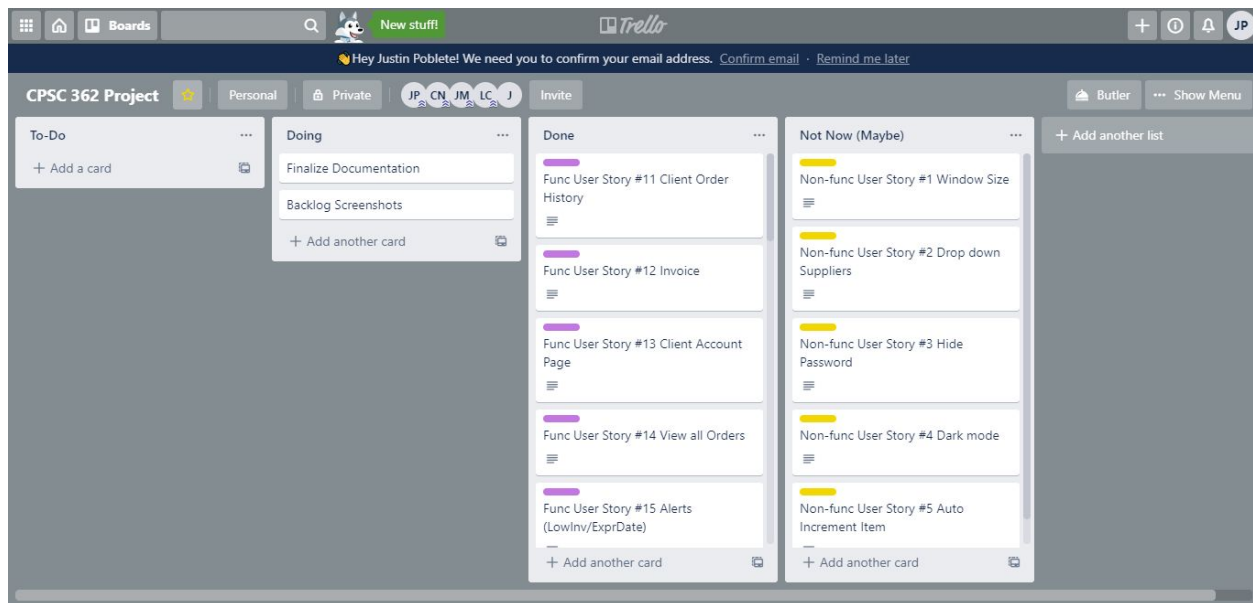 Boards
New stuff!
Trello
JP
👋Hey Justin Poblete! We need you to confirm your email address. Confirm email · Remind me later
CPSC 362 Project
Personal
Private
JP CN JM LC J
Invite
Butler
··· Show Menu
To-Do ···
+ Add a card
Doing ···
Finalize Documentation
Backlog Screenshots
+ Add another card
Done ···
Func User Story #11 Client Order
History
Func User Story #12 Invoice
Func User Story #13 Client Account
Page
Func User Story #14 View all Orders
Func User Story #15 Alerts
(LowInv/ExprDate)
+ Add another card
Not Now (Maybe) ···
Non-func User Story #1 Window Size
Non-func User Story #2 Drop down
Suppliers
Non-func User Story #3 Hide
Password
Non-func User Story #4 Dark mode
Non-func User Story #5 Auto
Increment Item
+ Add another card
+ Add another list